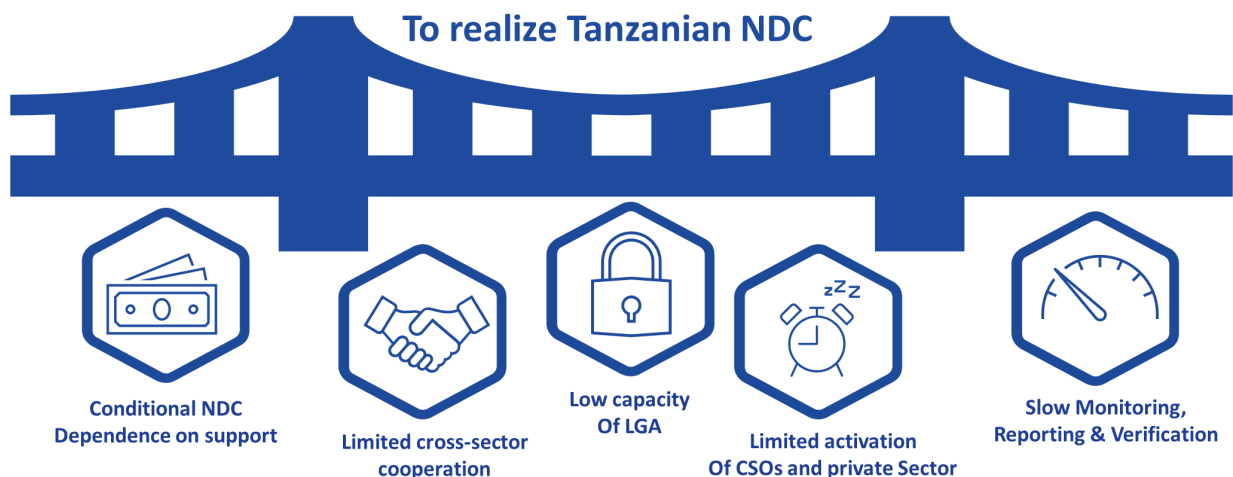 To realize Tanzanian NDC
zZZ
Conditional NDC
Dependence on support
Limited cross-sector
cooperation
Low capacity
Of LGA
Limited activation
Of CSOs and private Sector
Slow Monitoring,
Reporting & Verification